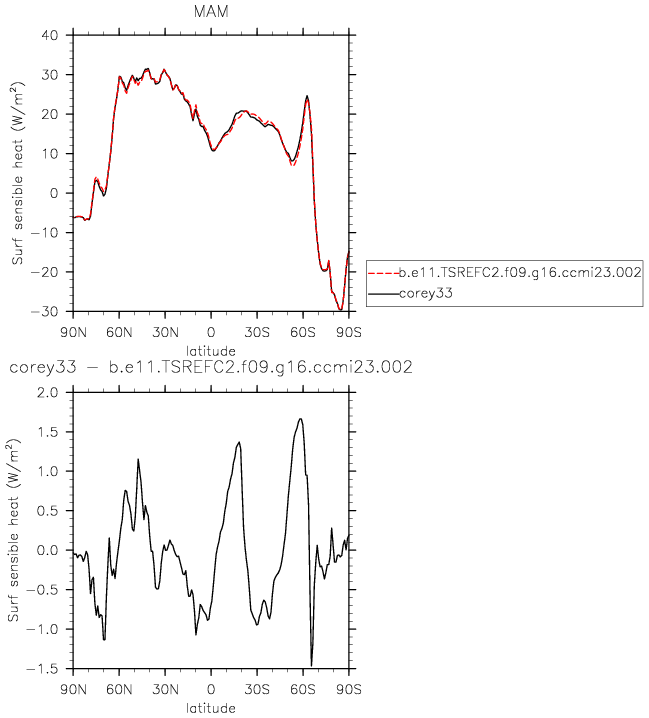 MAM
40
30
20
10
0
−10
−20
−30
Surf sensible heat (W/m²)
90N 60N 30N 0 30S 60S 90S
latitude
b.e11.TSREFC2.f09.g16.ccmi23.002
corey33
corey33 − b.e11.TSREFC2.f09.g16.ccmi23.002
2.0
1.5
1.0
0.5
0.0
−0.5
−1.0
−1.5
Surf sensible heat (W/m²)
90N 60N 30N 0 30S 60S 90S
latitude